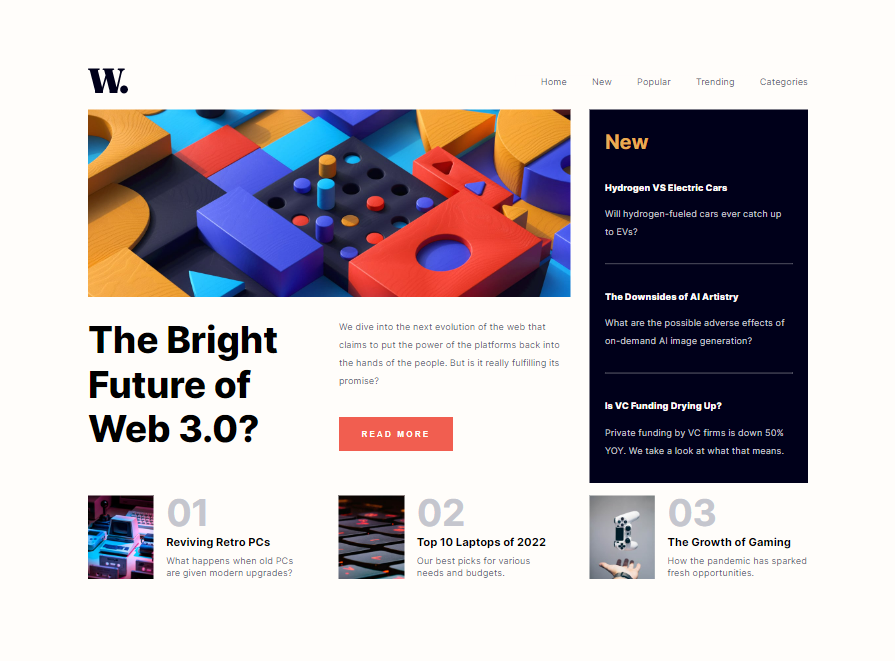 W.
Home New Popular Trending Categories
New
Hydrogen VS Electric Cars
Will hydrogen-fueled cars ever catch up
to EVs?
The Downsides of AI Artistry
What are the possible adverse effects of
on-demand AI image generation?
Is VC Funding Drying Up?
Private funding by VC firms is down 50%
YOY. We take a look at what that means.
The Bright
Future of
Web 3.0?
We dive into the next evolution of the web that
claims to put the power of the platforms back into
the hands of the people. But is it really fulfilling its
promise?
READ MORE
01
Reviving Retro PCs
What happens when old PCs
are given modern upgrades?
02
Top 10 Laptops of 2022
Our best picks for various
needs and budgets.
03
The Growth of Gaming
How the pandemic has sparked
fresh opportunities.